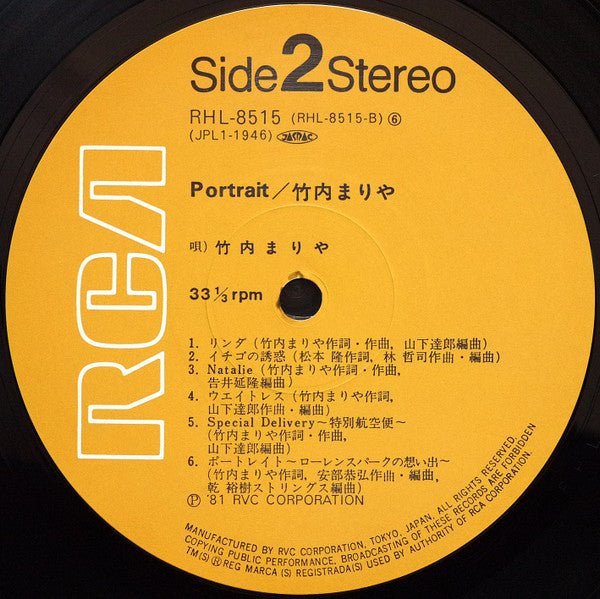 Side 2 Stereo
RHL-8515 (RHL-8515-B) ⑥
(JPL1-1946) JASRAC
Portrait／竹内まりや
唄) 竹内まりや
33 1/3 rpm
1. リンダ (竹内まりや作詞・作曲, 山下達郎編曲)
2. イチゴの誘惑 (松本 隆作詞, 林 哲司作曲・編曲)
3. Natalie (竹内まりや作詞・作曲,
告井延隆編曲)
4. ウエイトレス (竹内まりや作詞,
山下達郎作曲・編曲)
5. Special Delivery～特別航空便～
(竹内まりや作詞・作曲,
山下達郎編曲)
6. ポートレイト～ローレンスパークの想い出～
(竹内まりや作詞, 安部恭弘作曲・編曲,
乾 裕樹ストリングス編曲)
Ⓟ '81 RVC CORPORATION
RCA
MANUFACTURED BY RVC CORPORATION, TOKYO, JAPAN. ALL RIGHTS RESERVED.
COPYING PUBLIC PERFORMANCE, BROADCASTING OF THESE RECORDS ARE FORBIDDEN
TM(S) Ⓡ REG MARCA (S) REGISTRADA(S) USED BY AUTHORITY OF RCA CORPORATION.